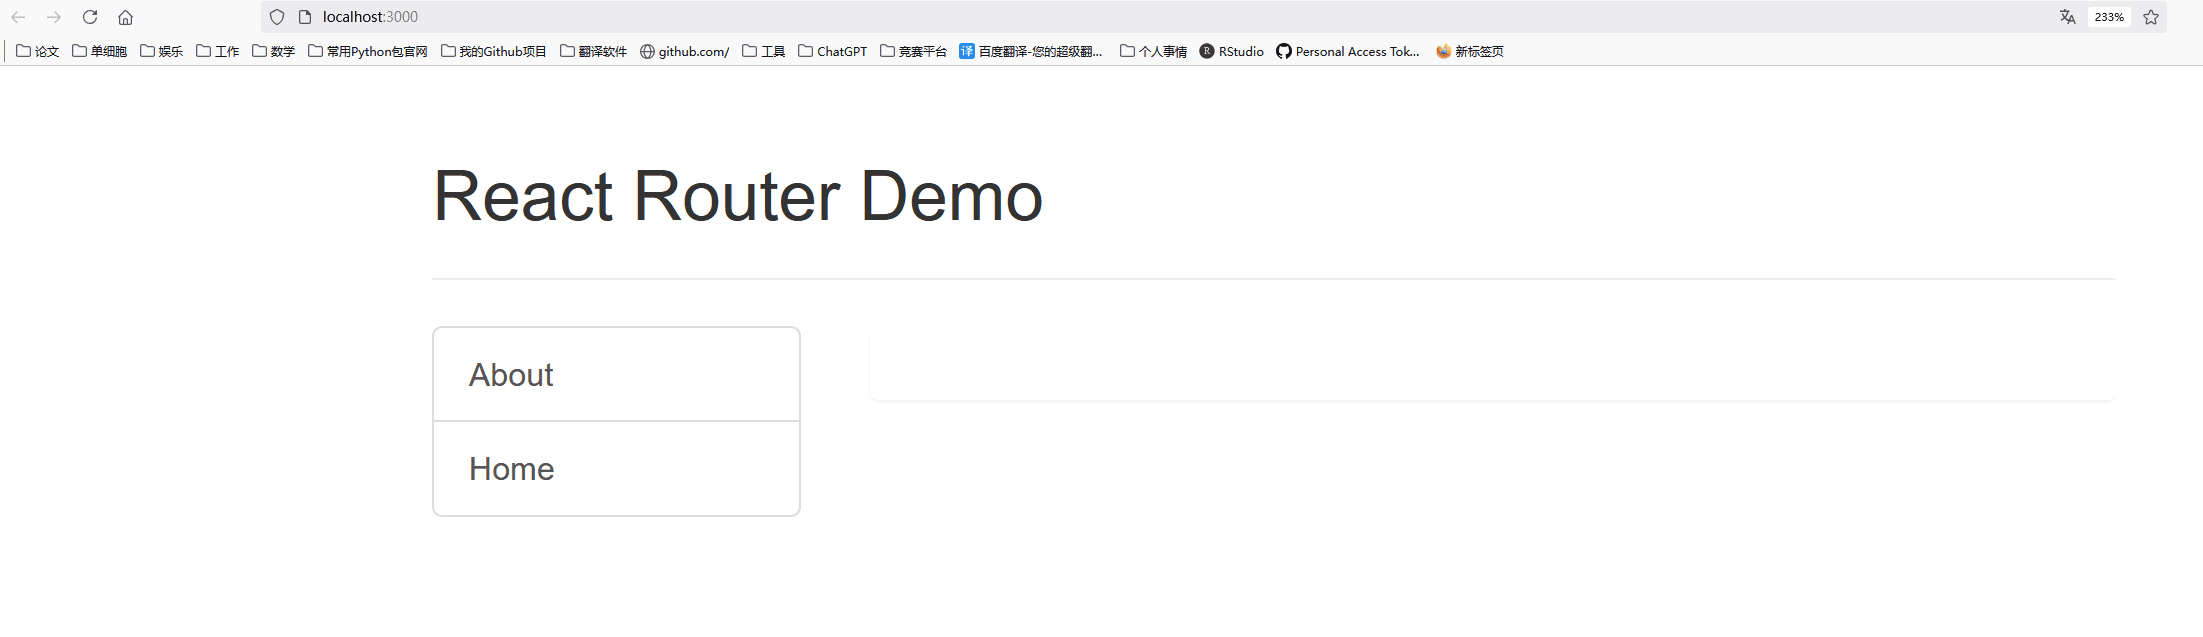 localhost:3000 233%
论文 单细胞 娱乐 工作 数学 常用Python包官网 我的Github项目 翻译软件 github.com/ 工具 ChatGPT 竞赛平台 译 百度翻译-您的超级翻... 个人事情 R RStudio Personal Access Tok... 新标签页
React Router Demo
About
Home